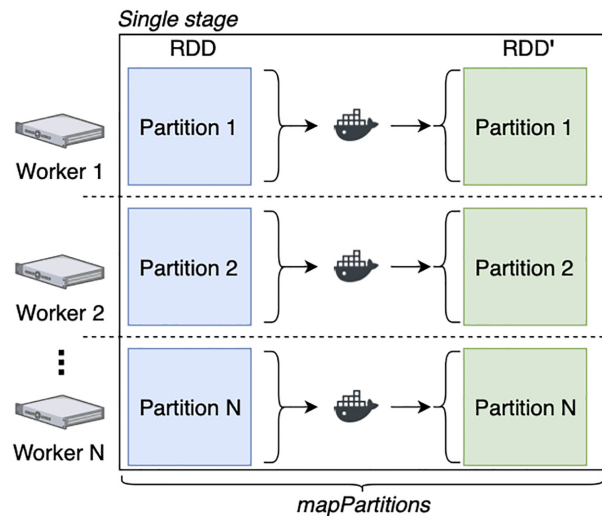 Single stage
RDD
RDD'
Partition 1
Partition 1
Worker 1
Partition 2
Partition 2
Worker 2
Partition N
Partition N
Worker N
mapPartitions